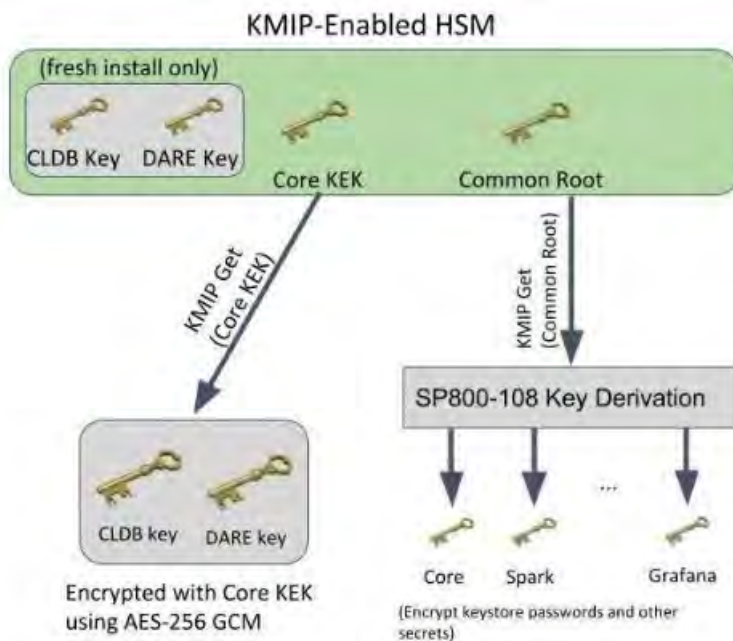 KMIP-Enabled HSM
(fresh install only)
CLDB Key
DARE Key
Core KEK
Common Root
KMIP Get
(Core KEK)
KMIP Get
(Common Root)
SP800-108 Key Derivation
CLDB key
DARE key
...
Core
Spark
Grafana
Encrypted with Core KEK
using AES-256 GCM
(Encrypt keystore passwords and other
secrets)